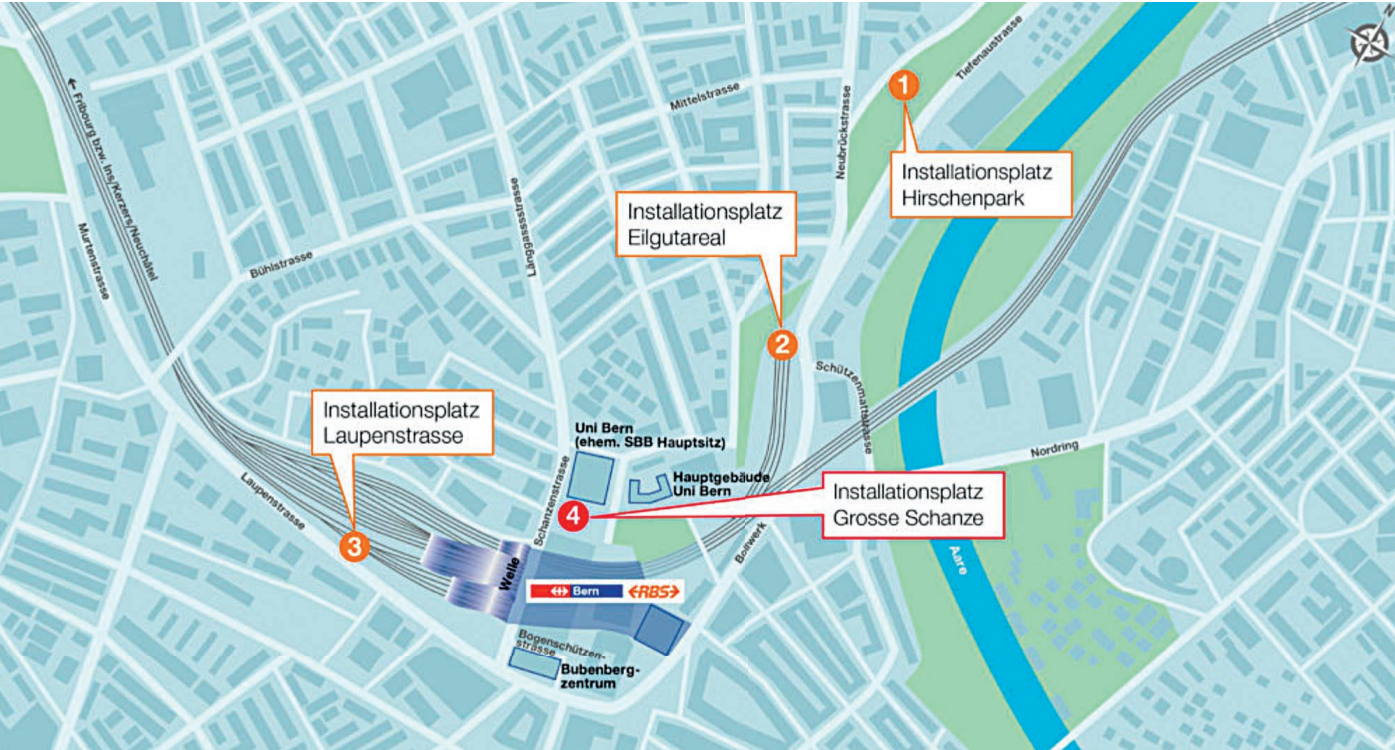 N
1
Tiefenaustrasse
Mittelstrasse
Neubrückstrasse
← Fribourg bzw. Ins/Kerzers/Neuchâtel
Installationsplatz
Hirschenpark
Installationsplatz
Eilgutareal
Länggassstrasse
Murtenstrasse
Bühlstrasse
2
Schützenmattstrasse
Installationsplatz
Laupenstrasse
Uni Bern
(ehem. SBB Hauptsitz)
Nordring
Hauptgebäude
Uni Bern
Schanzenstrasse
Laupenstrasse
Installationsplatz
Grosse Schanze
4
3
Bollwerk
Aare
Welle
Bern
RBS
Bogenschützen-
strasse
Bubenberg-
zentrum